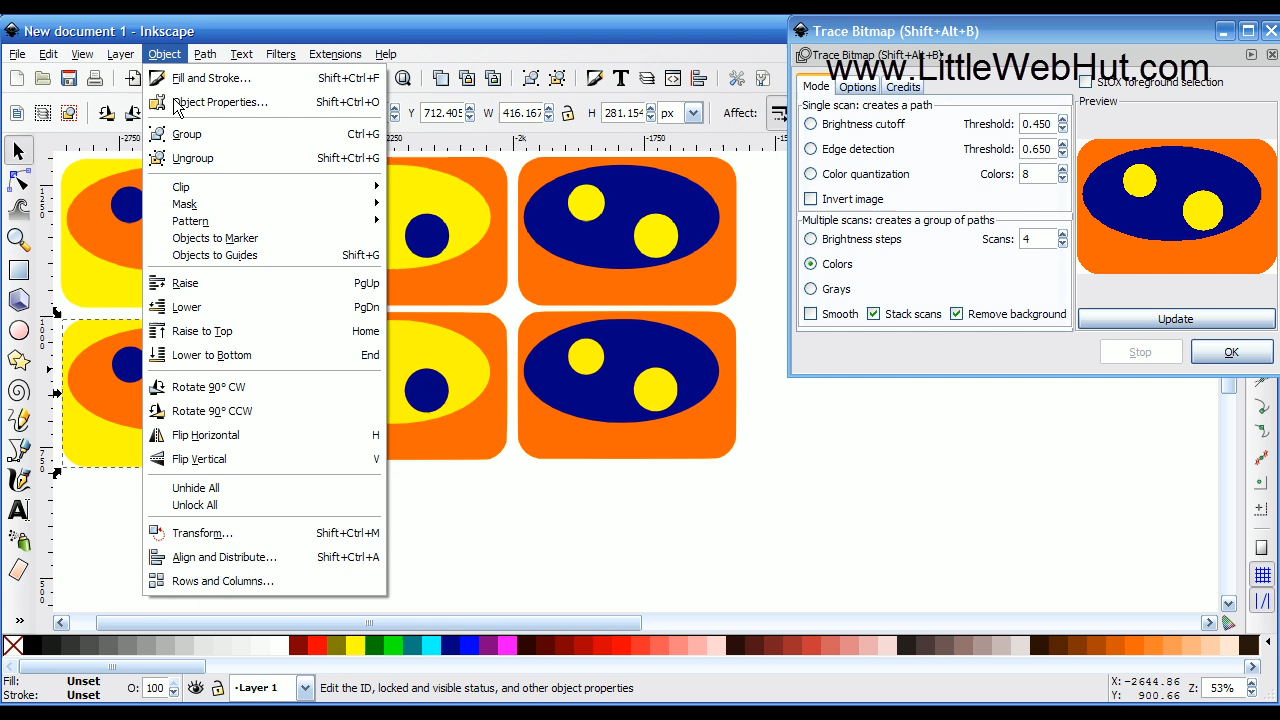 New document 1 - Inkscape
File Edit View Layer Object Path Text Filters Extensions Help
Y 712.405 W 416.167 H 281.154 px Affect:
Fill and Stroke... Shift+Ctrl+F
Object Properties... Shift+Ctrl+O
Group Ctrl+G
Ungroup Shift+Ctrl+G
Clip
Mask
Pattern
Objects to Marker
Objects to Guides Shift+G
Raise PgUp
Lower PgDn
Raise to Top Home
Lower to Bottom End
Rotate 90° CW
Rotate 90° CCW
Flip Horizontal H
Flip Vertical V
Unhide All
Unlock All
Transform... Shift+Ctrl+M
Align and Distribute... Shift+Ctrl+A
Rows and Columns...
Trace Bitmap (Shift+Alt+B)
Trace Bitmap (Shift+Alt+B)
www.LittleWebHut.com
SIOX foreground selection
Mode Options Credits
Preview
Single scan: creates a path
Brightness cutoff Threshold: 0.450
Edge detection Threshold: 0.650
Color quantization Colors: 8
Invert image
Multiple scans: creates a group of paths
Brightness steps Scans: 4
Colors
Grays
Smooth Stack scans Remove background
Update
Stop OK
Fill: Unset
Stroke: Unset
O: 100
Layer 1
Edit the ID, locked and visible status, and other object properties
X: -2644.86
Y: 900.66
Z: 53%